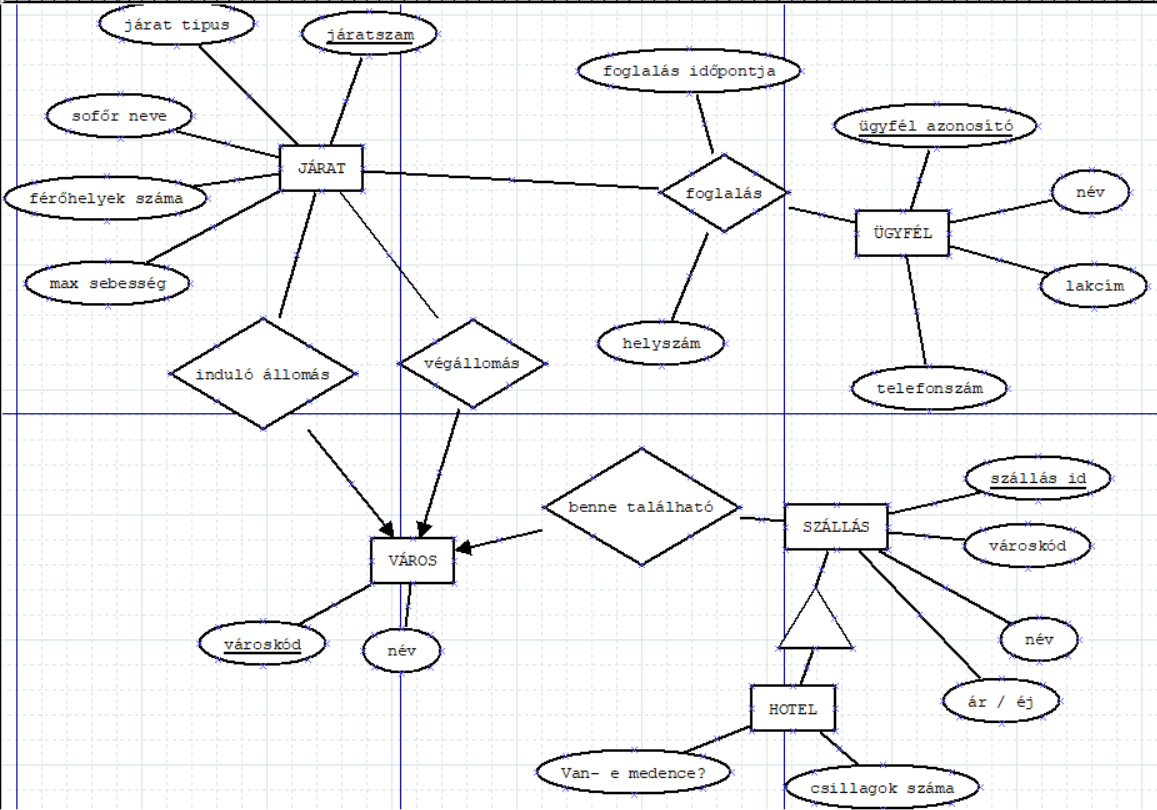 járat tipus
járatszam
foglalás időpontja
sofőr neve
ügyfél azonosító
JÁRAT
férőhelyek száma
foglalás
név
ÜGYFÉL
max sebesség
lakcím
helyszám
induló állomás
végállomás
telefonszám
szállás id
benne található
SZÁLLÁS
városkód
VÁROS
városkód
név
név
ár / éj
HOTEL
Van- e medence?
csillagok száma